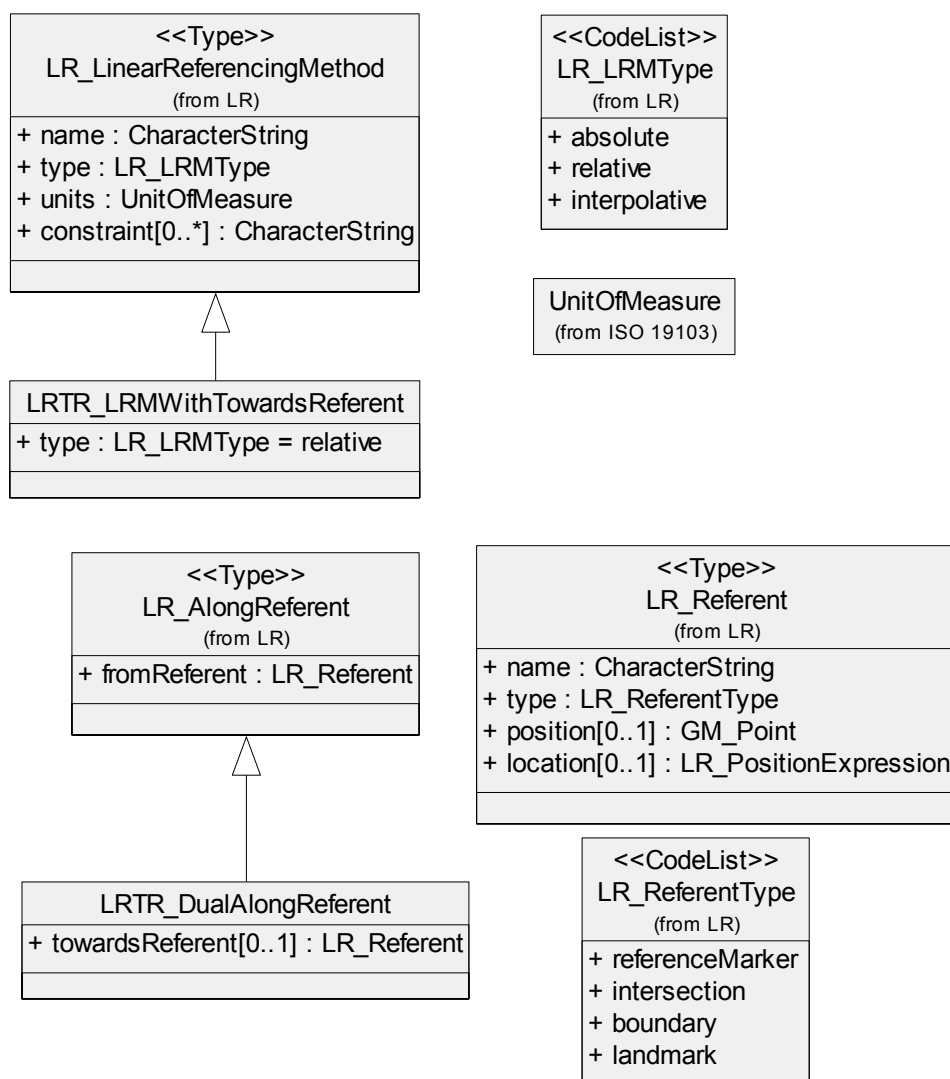 <<Type>>
LR_LinearReferencingMethod
(from LR)
+ name : CharacterString
+ type : LR_LRMType
+ units : UnitOfMeasure
+ constraint[0..*] : CharacterString
<<CodeList>>
LR_LRMType
(from LR)
+ absolute
+ relative
+ interpolative
UnitOfMeasure
(from ISO 19103)
LRTR_LRMWithTowardsReferent
+ type : LR_LRMType = relative
<<Type>>
LR_AlongReferent
(from LR)
+ fromReferent : LR_Referent
<<Type>>
LR_Referent
(from LR)
+ name : CharacterString
+ type : LR_ReferentType
+ position[0..1] : GM_Point
+ location[0..1] : LR_PositionExpression
LRTR_DualAlongReferent
+ towardsReferent[0..1] : LR_Referent
<<CodeList>>
LR_ReferentType
(from LR)
+ referenceMarker
+ intersection
+ boundary
+ landmark